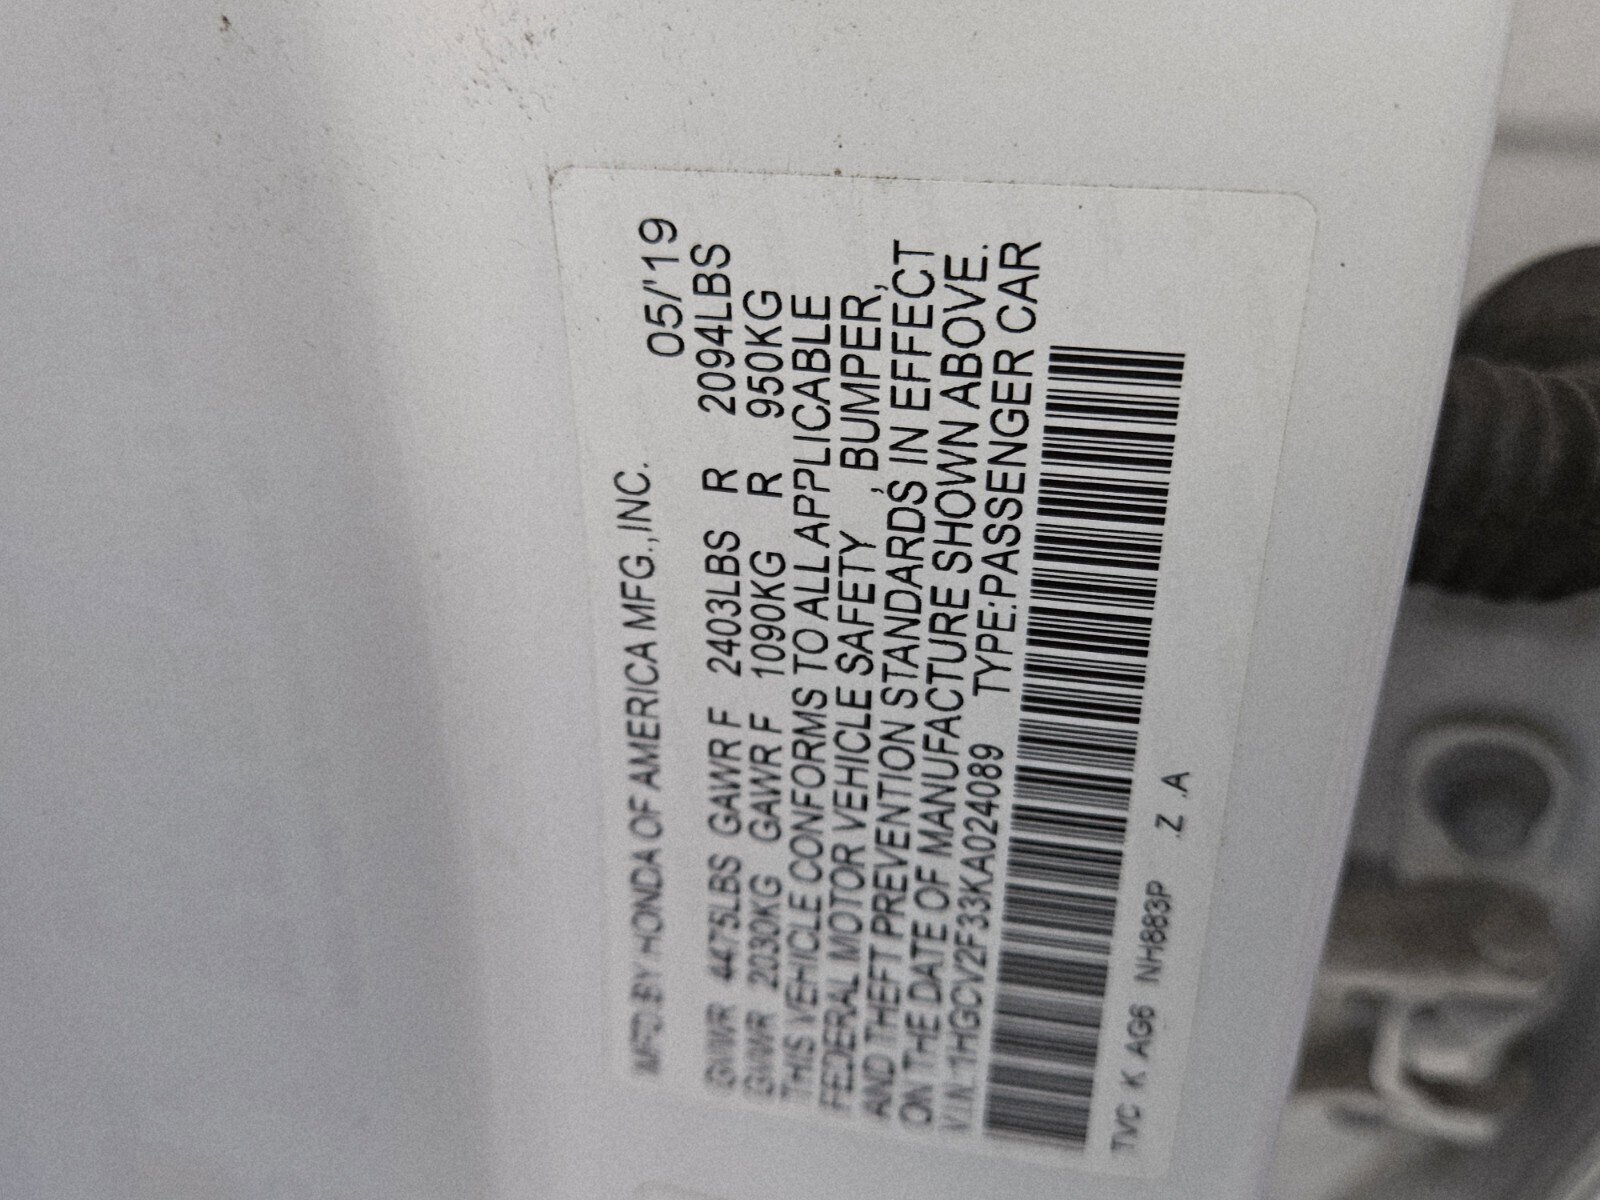 MFD.BY HONDA OF AMERICA MFG.,INC.
05/'19
GVWR 4475LBS GAWR F 2403LBS R 2094LBS
GVWR 2030KG GAWR F 1090KG R 950KG
THIS VEHICLE CONFORMS TO ALL APPLICABLE
FEDERAL MOTOR VEHICLE SAFETY , BUMPER,
AND THEFT PREVENTION STANDARDS IN EFFECT
ON THE DATE OF MANUFACTURE SHOWN ABOVE.
V.I.N.:1HGCV2F33KA024089 TYPE:PASSENGER CAR
TVC K AG6 NH883P .Z .A